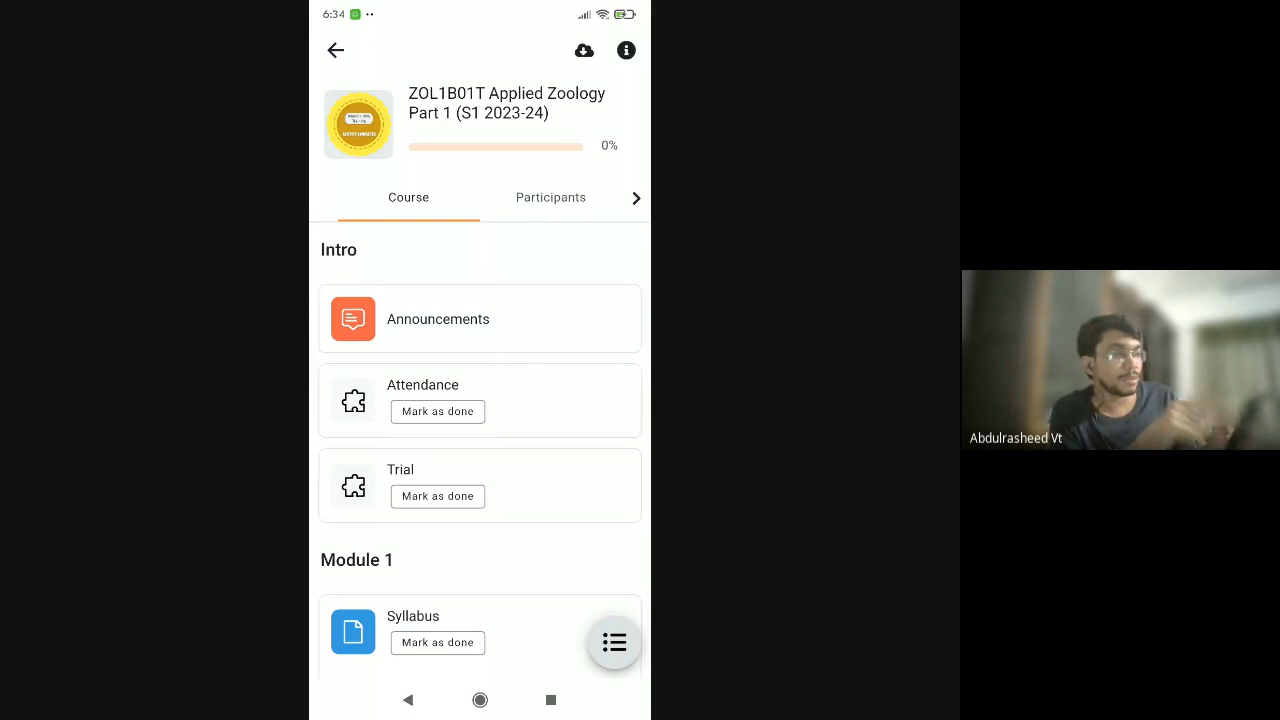 6:34
ZOL1B01T Applied Zoology
Part 1 (S1 2023-24)
0%
Course
Participants
Intro
Announcements
Attendance
Mark as done
Trial
Mark as done
Module 1
Syllabus
Mark as done
Abdulrasheed Vt